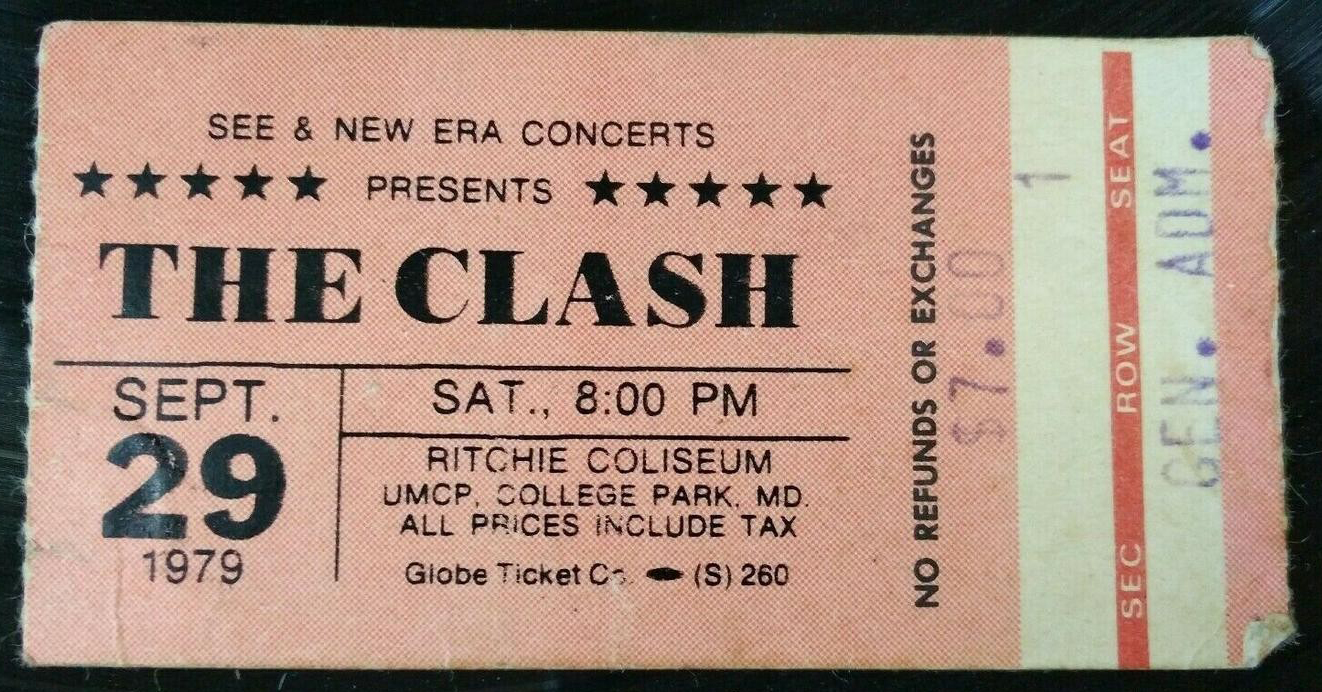 SEE & NEW ERA CONCERTS
★★★★★ PRESENTS ★★★★★
THE CLASH
SEPT.
29
1979
SAT., 8:00 PM
RITCHIE COLISEUM
UMCP, COLLEGE PARK, MD.
ALL PRICES INCLUDE TAX
Globe Ticket Co. (S) 260
NO REFUNDS OR EXCHANGES
$7.00
1
SEC ROW SEAT
GEN. ADM.